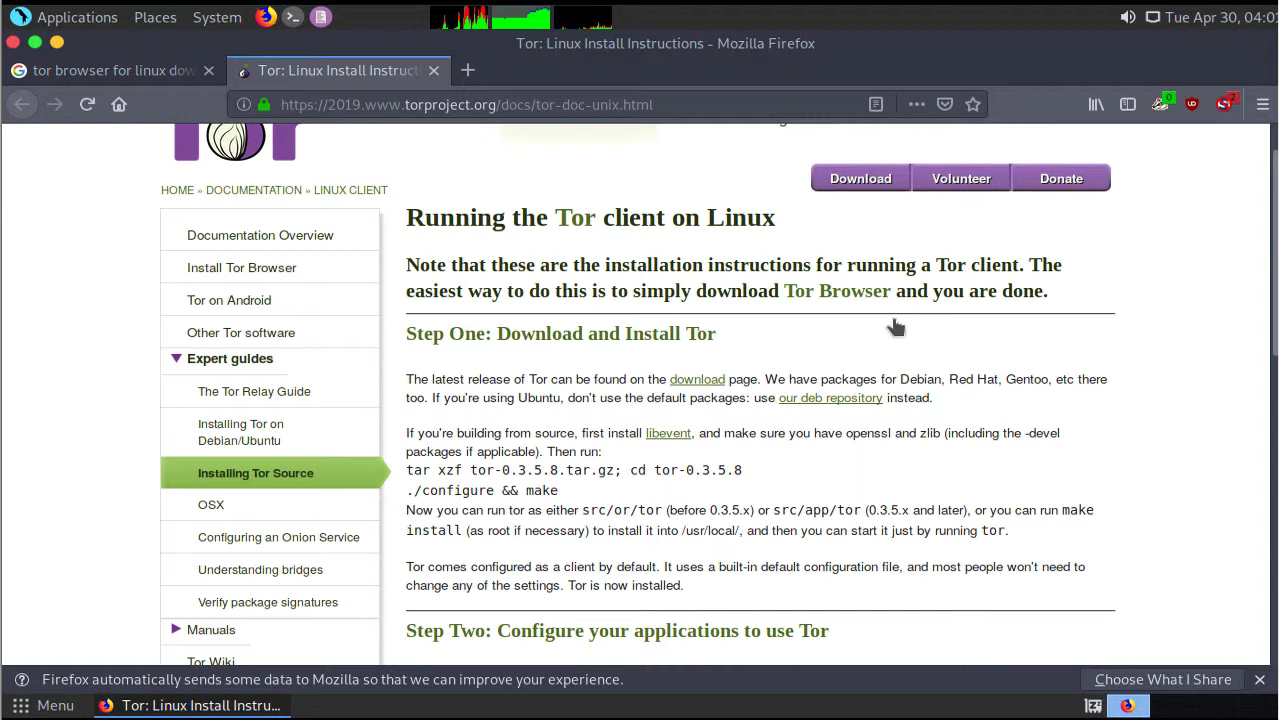 Applications Places System Tue Apr 30, 04:0
Tor: Linux Install Instructions - Mozilla Firefox
tor browser for linux dow
Tor: Linux Install Instruct
https://2019.www.torproject.org/docs/tor-doc-unix.html
0
2
Download Volunteer Donate
HOME » DOCUMENTATION » LINUX CLIENT
Documentation Overview
Install Tor Browser
Tor on Android
Other Tor software
Expert guides
The Tor Relay Guide
Installing Tor on
Debian/Ubuntu
Installing Tor Source
OSX
Configuring an Onion Service
Understanding bridges
Verify package signatures
Manuals
Tor Wiki
Running the Tor client on Linux
Note that these are the installation instructions for running a Tor client. The
easiest way to do this is to simply download Tor Browser and you are done.
Step One: Download and Install Tor
The latest release of Tor can be found on the download page. We have packages for Debian, Red Hat, Gentoo, etc there
too. If you're using Ubuntu, don't use the default packages: use our deb repository instead.
If you're building from source, first install libevent, and make sure you have openssl and zlib (including the -devel
packages if applicable). Then run:
tar xzf tor-0.3.5.8.tar.gz; cd tor-0.3.5.8
./configure && make
Now you can run tor as either src/or/tor (before 0.3.5.x) or src/app/tor (0.3.5.x and later), or you can run make
install (as root if necessary) to install it into /usr/local/, and then you can start it just by running tor.
Tor comes configured as a client by default. It uses a built-in default configuration file, and most people won't need to
change any of the settings. Tor is now installed.
Step Two: Configure your applications to use Tor
Firefox automatically sends some data to Mozilla so that we can improve your experience.
Choose What I Share
Menu
Tor: Linux Install Instru...